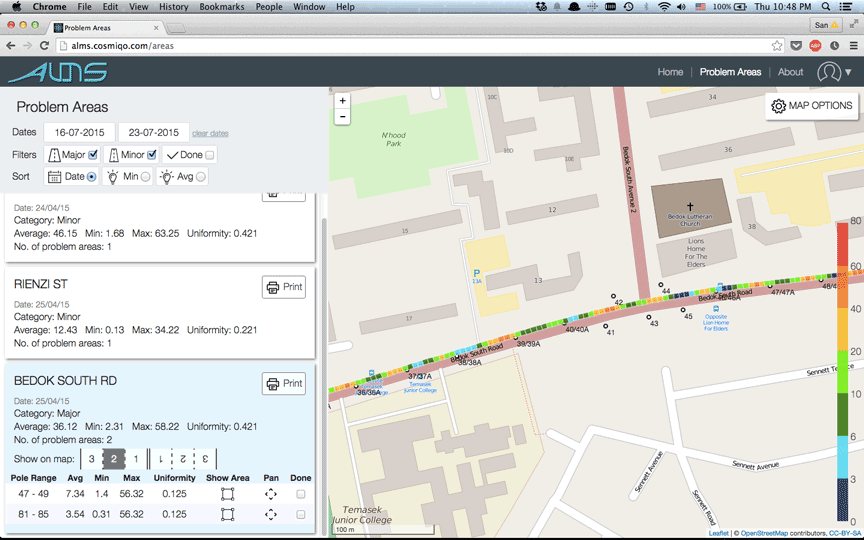 Chrome File Edit View History Bookmarks People Window Help
100% Thu 10:48 PM
Problem Areas
San
alms.cosmiqo.com/areas
ABP
ALMS
Home | Problem Areas | About
Problem Areas
Dates 16-07-2015 23-07-2015 clear dates
Filters Major Minor Done
Sort Date Min Avg
Date: 24/04/15
Print
Category: Minor
Average: 46.15 Min: 1.68 Max: 63.25 Uniformity: 0.421
No. of problem areas: 1
RIENZI ST
Print
Date: 25/04/15
Category: Minor
Average: 12.43 Min: 0.13 Max: 34.22 Uniformity: 0.221
No. of problem areas: 1
BEDOK SOUTH RD
Print
Date: 25/04/15
Category: Major
Average: 36.12 Min: 2.31 Max: 58.22 Uniformity: 0.421
No. of problem areas: 2
Show on map: 3 2 1 1 2 3
Pole Range Avg Min Max Uniformity Show Area Pan Done
47 - 49 7.34 1.4 56.32 0.125
81 - 85 3.54 0.31 56.32 0.125
+
-
MAP OPTIONS
10C
34
N'hood
Park
Bedok South Avenue 2
10D
10E
36
12
Bedok Lutheran
Church
38
15
Lions
Home
For The
Elders
80
P
13A
13
60
44
42
47/47A
17
45
43
41
40/40A
40
Opposite
Lion Home
For Elders
39/39A
Bedok South Road
38/38A
20
37/37A
Temasek
Junior College
36/36A
Sennett Avenue
10
6
Sennett Avenue
3
Sennett Road
Temasek
Junior College
0
100 m
Leaflet | © OpenStreetMap contributors, CC-BY-SA